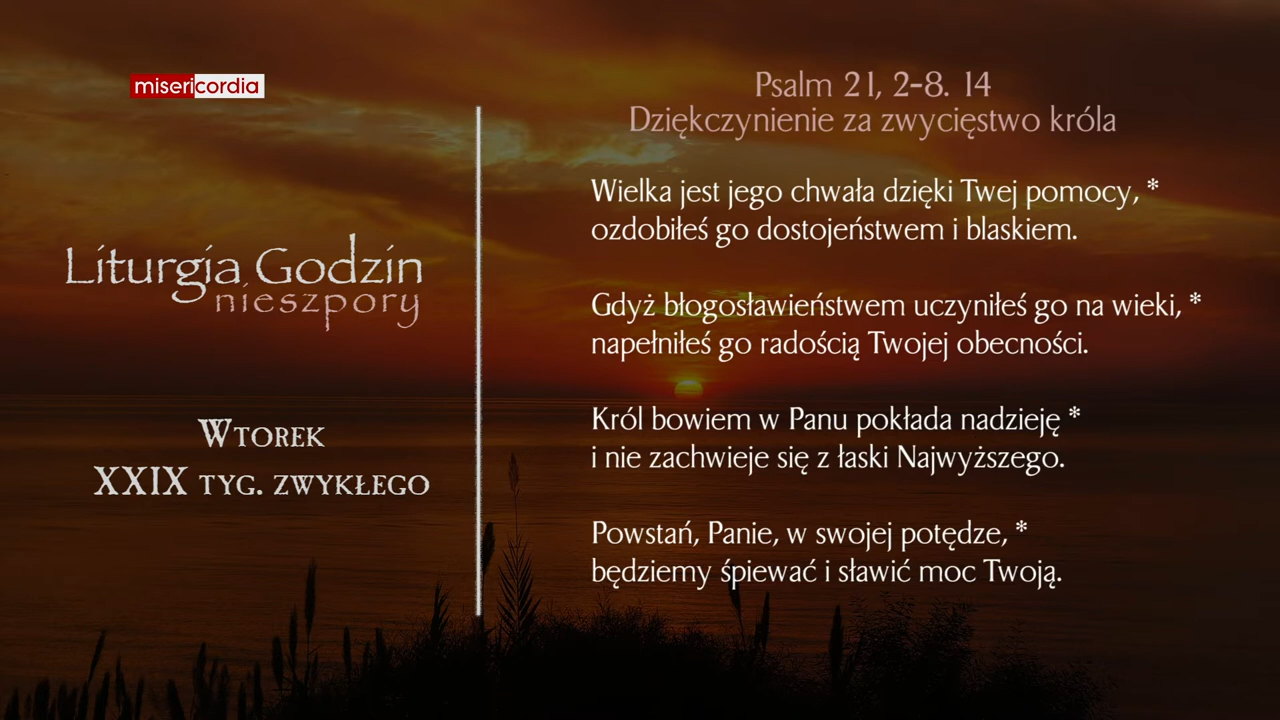 misericordia
Liturgia Godzin
nieszpory
Wtorek
XXIX tyg. zwykłego
Psalm 21, 2-8. 14
Dziękczynienie za zwycięstwo króla
Wielka jest jego chwała dzięki Twej pomocy, *
ozdobiłeś go dostojeństwem i blaskiem.
Gdyż błogosławieństwem uczyniłeś go na wieki, *
napełniłeś go radością Twojej obecności.
Król bowiem w Panu pokłada nadzieję *
i nie zachwieje się z łaski Najwyższego.
Powstań, Panie, w swojej potędze, *
będziemy śpiewać i sławić moc Twoją.